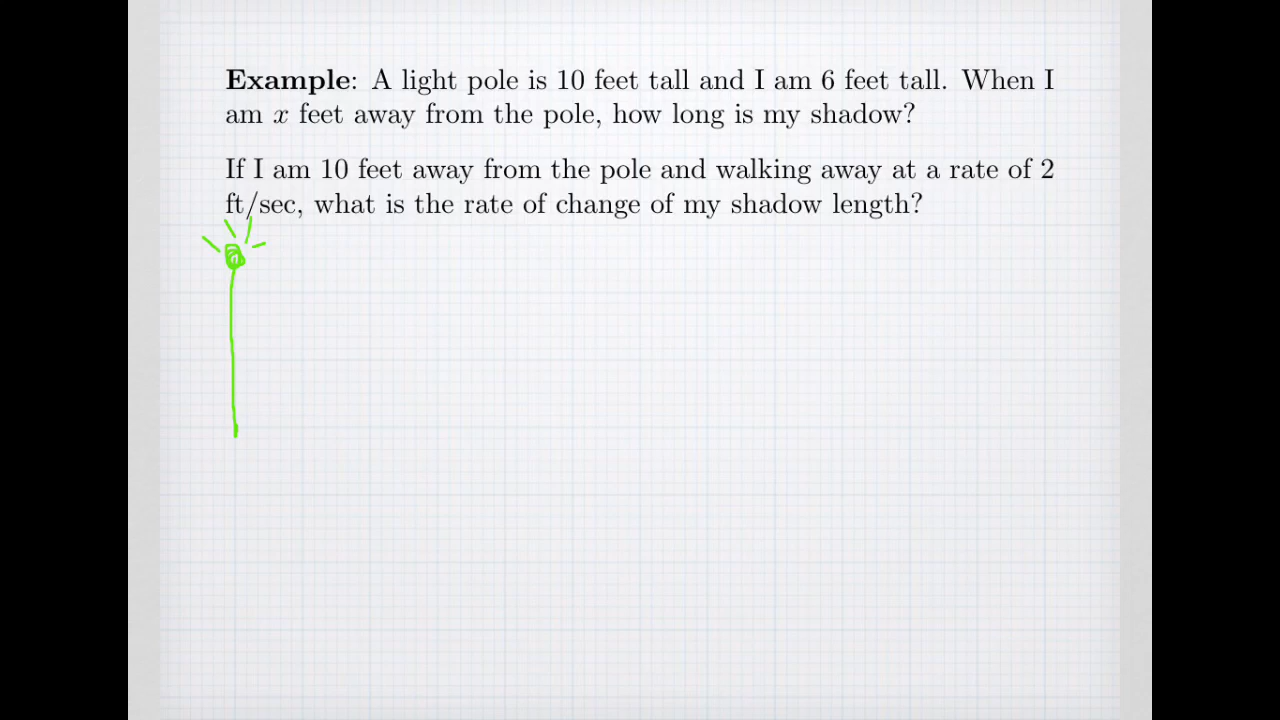 Example: A light pole is 10 feet tall and I am 6 feet tall. When I
am x feet away from the pole, how long is my shadow?
If I am 10 feet away from the pole and walking away at a rate of 2
ft/sec, what is the rate of change of my shadow length?